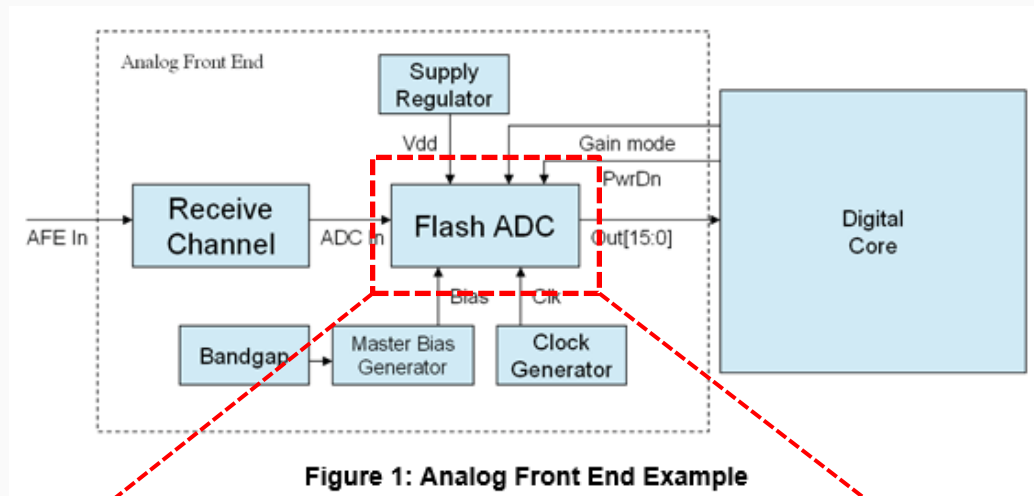 Analog Front End
Supply
Regulator
Vdd
Gain mode
PwrDn
Receive
Channel
Flash ADC
Digital
Core
AFE In
ADC In
Out[15:0]
Bias
Clk
Bandgap
Master Bias
Generator
Clock
Generator
Figure 1: Analog Front End Example